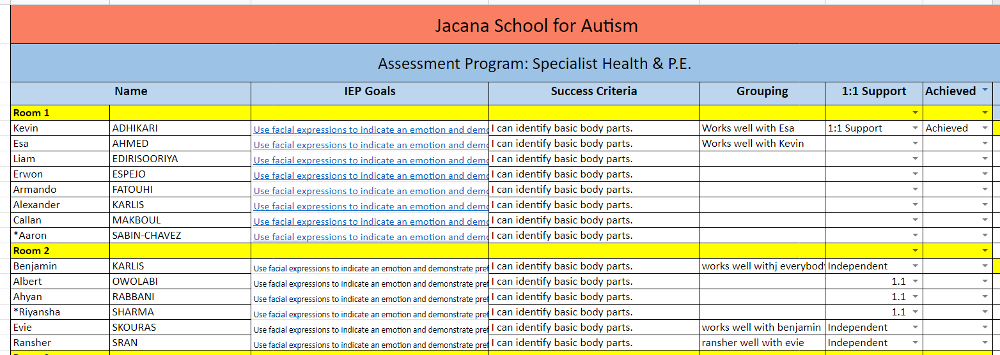 Jacana School for Autism
Assessment Program: Specialist Health & P.E.
Name IEP Goals Success Criteria Grouping 1:1 Support Achieved
Room 1
Kevin ADHIKARI Use facial expressions to indicate an emotion and demo I can identify basic body parts. Works well with Esa 1:1 Support Achieved
Esa AHMED Use facial expressions to indicate an emotion and demo I can identify basic body parts. Works well with Kevin
Liam EDIRISOORIYA Use facial expressions to indicate an emotion and demo I can identify basic body parts.
Erwon ESPEJO Use facial expressions to indicate an emotion and demo I can identify basic body parts.
Armando FATOUHI Use facial expressions to indicate an emotion and demo I can identify basic body parts.
Alexander KARLIS Use facial expressions to indicate an emotion and demo I can identify basic body parts.
Callan MAKBOUL Use facial expressions to indicate an emotion and demo I can identify basic body parts.
*Aaron SABIN-CHAVEZ Use facial expressions to indicate an emotion and demo I can identify basic body parts.
Room 2
Benjamin KARLIS Use facial expressions to indicate an emotion and demonstrate pref I can identify basic body parts. works well withj everybod Independent
Albert OWOLABI Use facial expressions to indicate an emotion and demonstrate pref I can identify basic body parts. 1.1
Ahyan RABBANI Use facial expressions to indicate an emotion and demonstrate pref I can identify basic body parts. 1.1
*Riyansha SHARMA Use facial expressions to indicate an emotion and demonstrate pref I can identify basic body parts. 1.1
Evie SKOURAS Use facial expressions to indicate an emotion and demonstrate pref I can identify basic body parts. works well with benjamin Independent
Ransher SRAN Use facial expressions to indicate an emotion and demonstrate pref I can identify basic body parts. ransher well with evie Independent